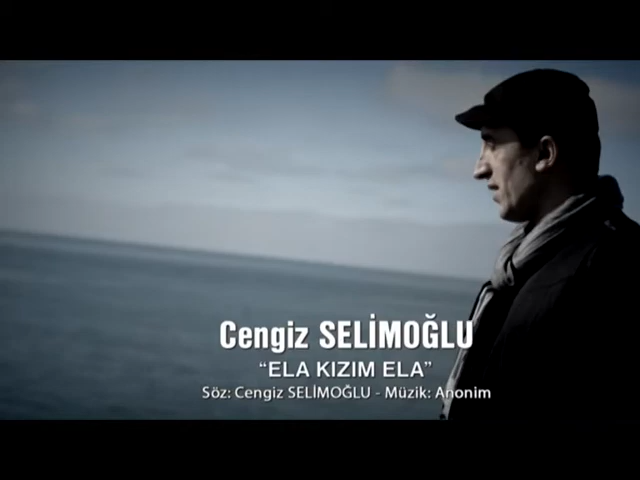 Cengiz SELİMOĞLU
“ELA KIZIM ELA”
Söz: Cengiz SELİMOĞLU - Müzik: Anonim